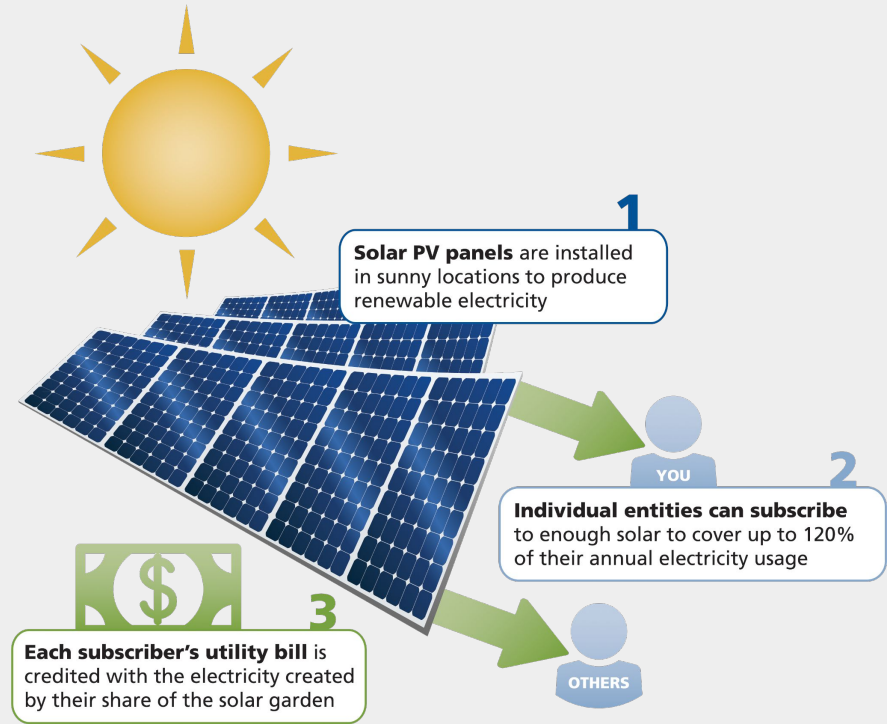 1
Solar PV panels are installed
in sunny locations to produce
renewable electricity
YOU
2
Individual entities can subscribe
to enough solar to cover up to 120%
of their annual electricity usage
$
3
Each subscriber's utility bill is
credited with the electricity created
by their share of the solar garden
OTHERS